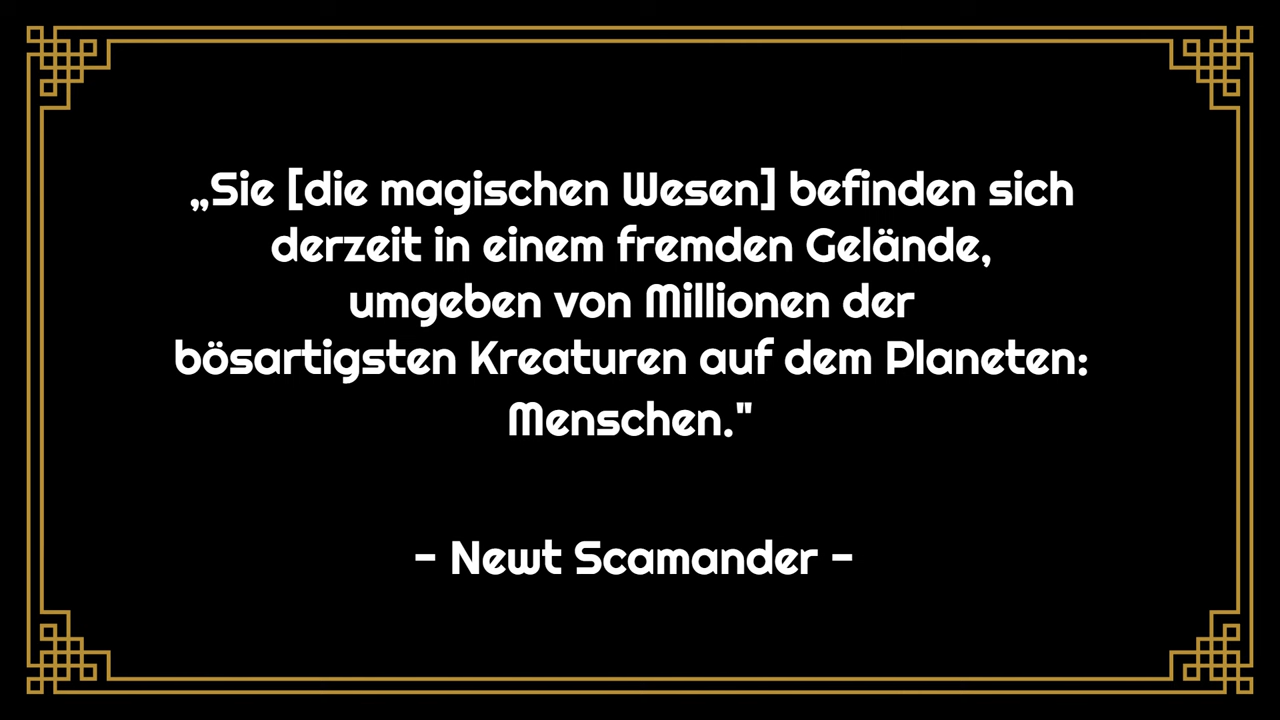 „Sie [die magischen Wesen] befinden sich
derzeit in einem fremden Gelände,
umgeben von Millionen der
bösartigsten Kreaturen auf dem Planeten:
Menschen."
- Newt Scamander -